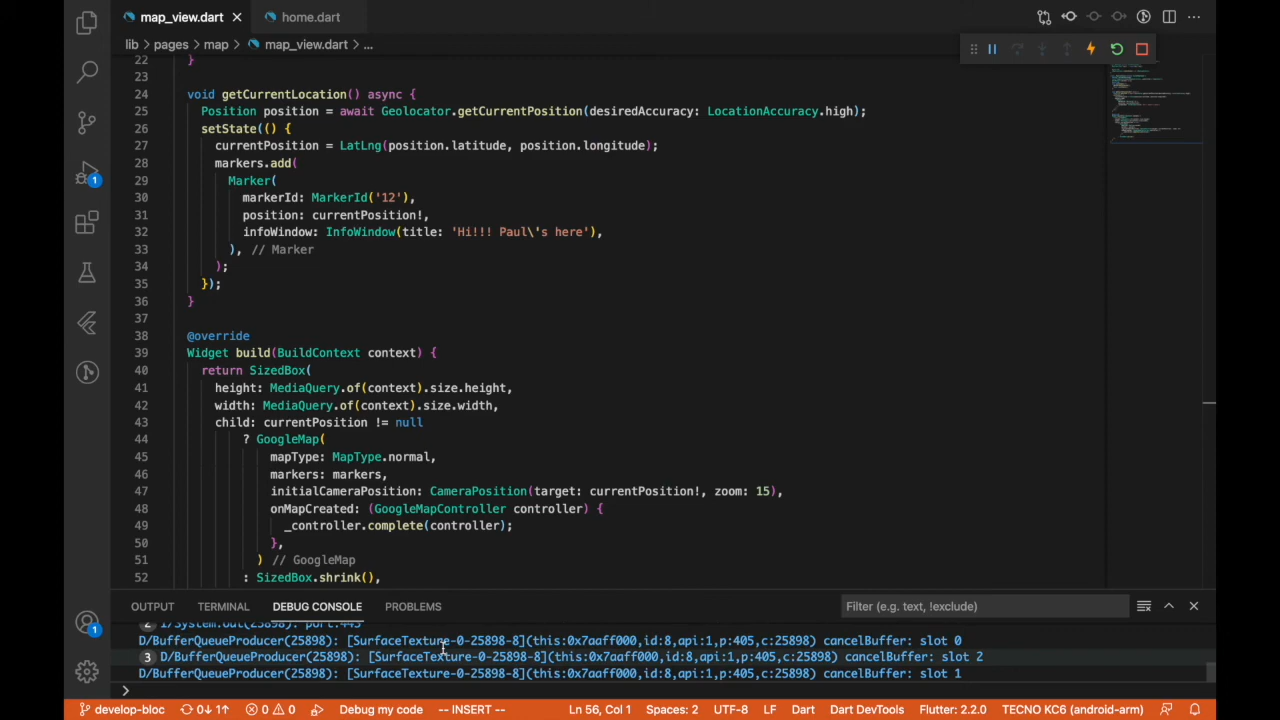 map_view.dart
home.dart
lib > pages > map > map_view.dart > ...
22 }
23
24 void getCurrentLocation() async {
25 Position position = await Geolocator.getCurrentPosition(desiredAccuracy: LocationAccuracy.high);
26 setState(() {
27 currentPosition = LatLng(position.latitude, position.longitude);
28 markers.add(
29 Marker(
30 markerId: MarkerId('12'),
31 position: currentPosition!,
32 infoWindow: InfoWindow(title: 'Hi!!! Paul\'s here'),
33 ), // Marker
34 );
35 });
36 }
37
38 @override
39 Widget build(BuildContext context) {
40 return SizedBox(
41 height: MediaQuery.of(context).size.height,
42 width: MediaQuery.of(context).size.width,
43 child: currentPosition != null
44 ? GoogleMap(
45 mapType: MapType.normal,
46 markers: markers,
47 initialCameraPosition: CameraPosition(target: currentPosition!, zoom: 15),
48 onMapCreated: (GoogleMapController controller) {
49 _controller.complete(controller);
50 },
51 ) // GoogleMap
52 : SizedBox.shrink(),
1
1
OUTPUT TERMINAL DEBUG CONSOLE PROBLEMS
Filter (e.g. text, !exclude)
2 I/System.out(25898): port:443
D/BufferQueueProducer(25898): [SurfaceTexture-0-25898-8](this:0x7aaff000,id:8,api:1,p:405,c:25898) cancelBuffer: slot 0
3 D/BufferQueueProducer(25898): [SurfaceTexture-0-25898-8](this:0x7aaff000,id:8,api:1,p:405,c:25898) cancelBuffer: slot 2
D/BufferQueueProducer(25898): [SurfaceTexture-0-25898-8](this:0x7aaff000,id:8,api:1,p:405,c:25898) cancelBuffer: slot 1
>
develop-bloc 0↓ 1↑ 0 0 Debug my code -- INSERT -- Ln 56, Col 1 Spaces: 2 UTF-8 LF Dart Dart DevTools Flutter: 2.2.0 TECNO KC6 (android-arm)